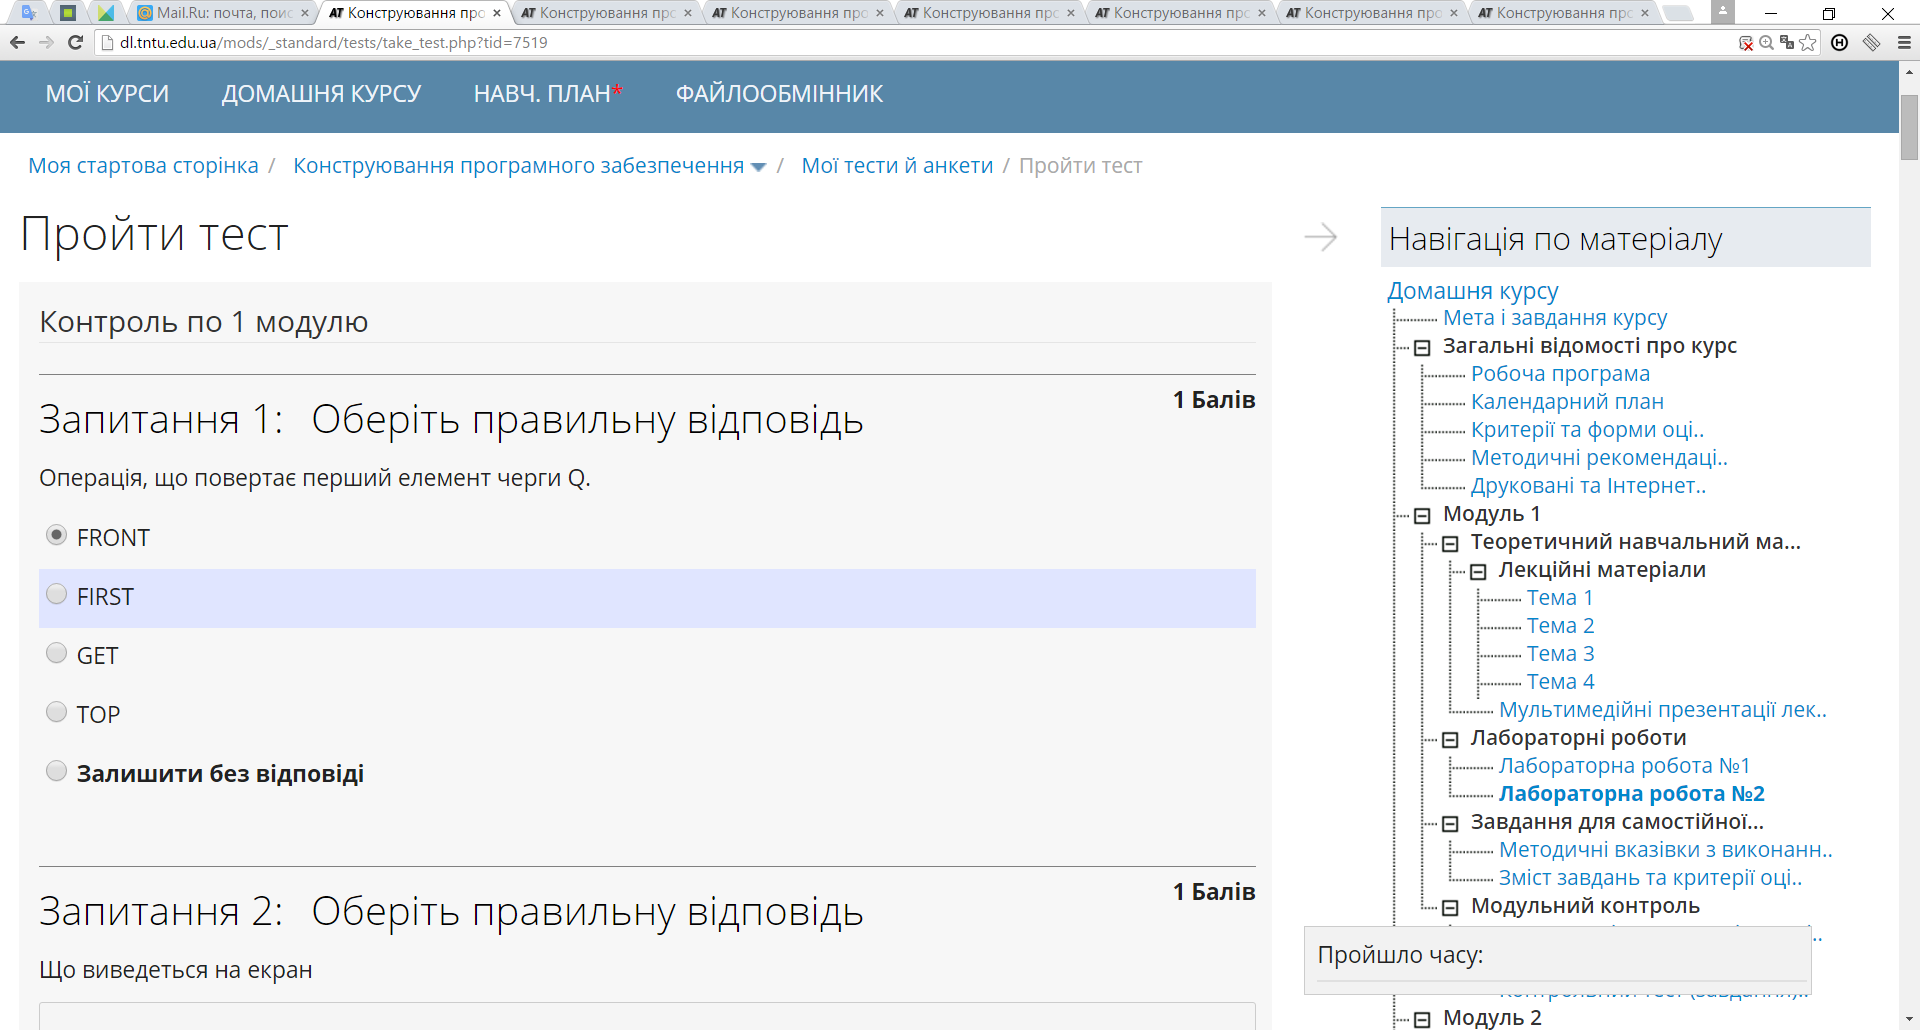 Mail.Ru: почта, поис
Конструювання про
Конструювання про
Конструювання про
Конструювання про
Конструювання про
Конструювання про
Конструювання про
dl.tntu.edu.ua/mods/_standard/tests/take_test.php?tid=7519
МОЇ КУРСИ ДОМАШНЯ КУРСУ НАВЧ. ПЛАН* ФАЙЛООБМІННИК
Моя стартова сторінка / Конструювання програмного забезпечення / Мої тести й анкети / Пройти тест
Пройти тест
Контроль по 1 модулю
1 Балів
Запитання 1: Оберіть правильну відповідь
Операція, що повертає перший елемент черги Q.
FRONT
FIRST
GET
TOP
Залишити без відповіді
1 Балів
Запитання 2: Оберіть правильну відповідь
Що виведеться на екран
Навігація по матеріалу
Домашня курсу
Мета і завдання курсу
Загальні відомості про курс
Робоча програма
Календарний план
Критерії та форми оці..
Методичні рекомендаці..
Друковані та Інтернет..
Модуль 1
Теоретичний навчальний ма...
Лекційні матеріали
Тема 1
Тема 2
Тема 3
Тема 4
Мультимедійні презентації лек..
Лабораторні роботи
Лабораторна робота №1
Лабораторна робота №2
Завдання для самостійної...
Методичні вказівки з виконанн..
Зміст завдань та критерії оці..
Модульний контроль
Пройшло часу:
Модуль 2